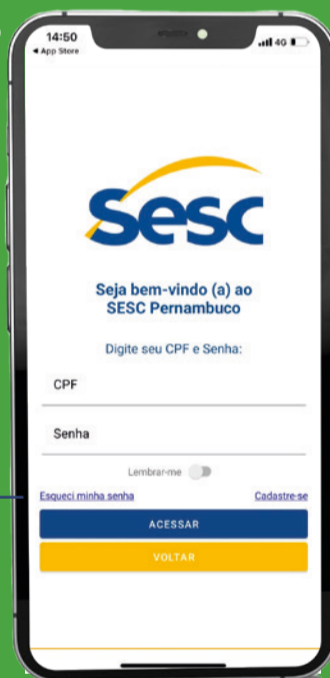 14:50
4G
App Store
Sesc
Seja bem-vindo (a) ao
SESC Pernambuco
Digite seu CPF e Senha:
CPF
Senha
Lembrar-me
Esqueci minha senha
Cadastre-se
ACESSAR
VOLTAR